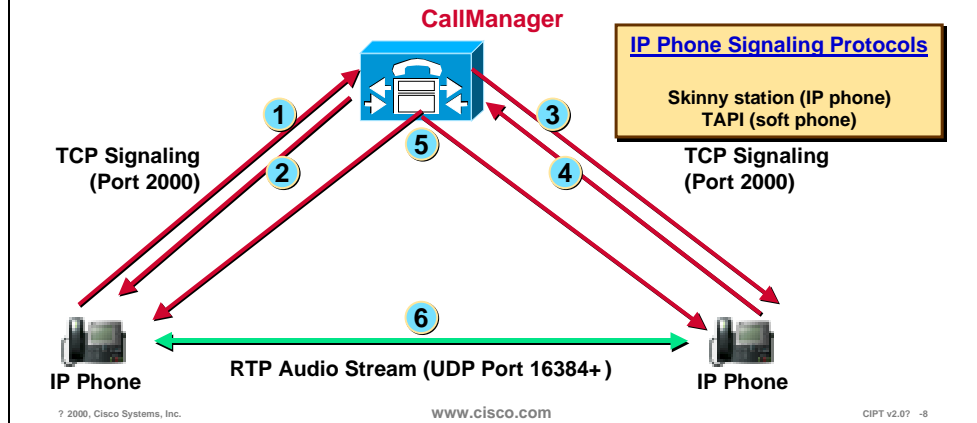 CallManager
IP Phone Signaling Protocols
Skinny station (IP phone)
TAPI (soft phone)
1
3
5
TCP Signaling
(Port 2000)
2
4
TCP Signaling
(Port 2000)
6
RTP Audio Stream (UDP Port 16384+)
IP Phone
IP Phone
? 2000, Cisco Systems, Inc.
www.cisco.com
CIPT v2.0? -8